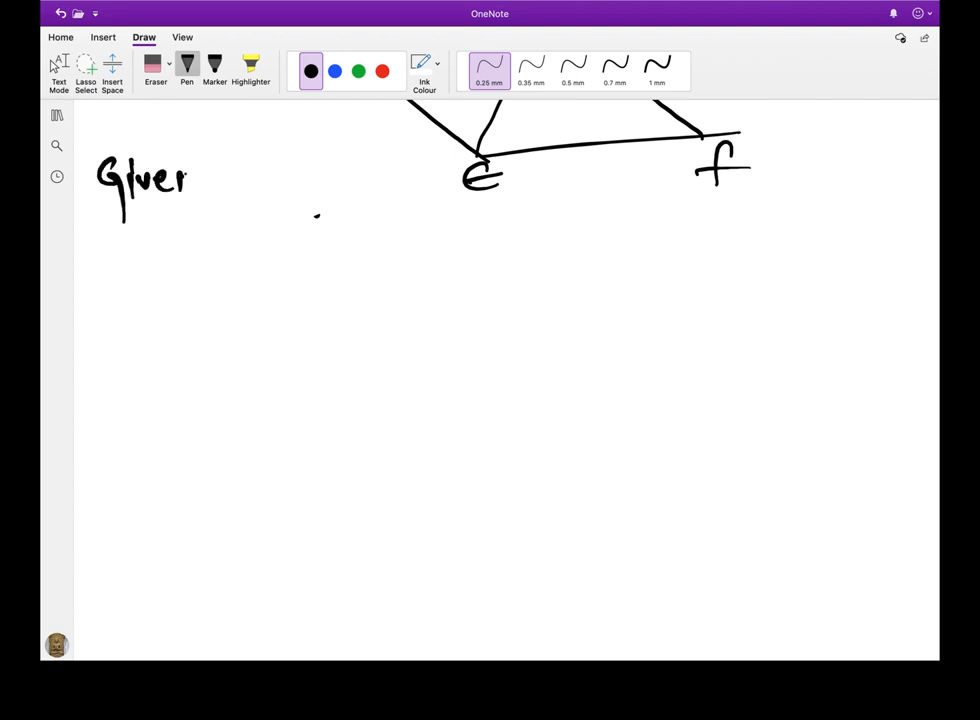 OneNote
Home Insert Draw View
Text Mode Lasso Select Insert Space Eraser Pen Marker Highlighter Ink Colour 0.25 mm 0.35 mm 0.5 mm 0.7 mm 1 mm
E f
Giver